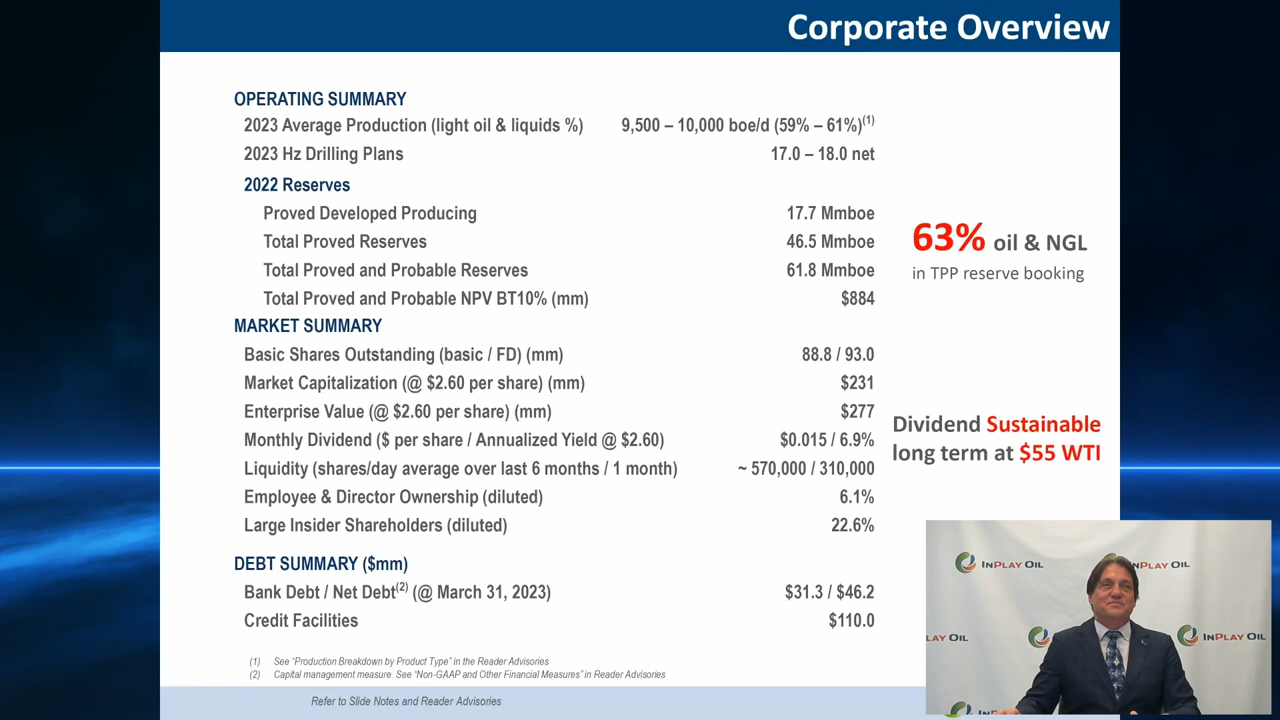 Corporate Overview
OPERATING SUMMARY
2023 Average Production (light oil & liquids %) 9,500 – 10,000 boe/d (59% – 61%)(1)
2023 Hz Drilling Plans 17.0 – 18.0 net
2022 Reserves
Proved Developed Producing 17.7 Mmboe
Total Proved Reserves 46.5 Mmboe
Total Proved and Probable Reserves 61.8 Mmboe
Total Proved and Probable NPV BT10% (mm) $884
63% oil & NGL
in TPP reserve booking
MARKET SUMMARY
Basic Shares Outstanding (basic / FD) (mm) 88.8 / 93.0
Market Capitalization (@ $2.60 per share) (mm) $231
Enterprise Value (@ $2.60 per share) (mm) $277
Monthly Dividend ($ per share / Annualized Yield @ $2.60) $0.015 / 6.9%
Liquidity (shares/day average over last 6 months / 1 month) ~ 570,000 / 310,000
Employee & Director Ownership (diluted) 6.1%
Large Insider Shareholders (diluted) 22.6%
Dividend Sustainable
long term at $55 WTI
DEBT SUMMARY ($mm)
Bank Debt / Net Debt(2) (@ March 31, 2023) $31.3 / $46.2
Credit Facilities $110.0
(1) See “Production Breakdown by Product Type” in the Reader Advisories
(2) Capital management measure. See “Non-GAAP and Other Financial Measures” in Reader Advisories
Refer to Slide Notes and Reader Advisories
INPLAY OIL
NPLAY OIL
LAY OIL
INPLAY OIL